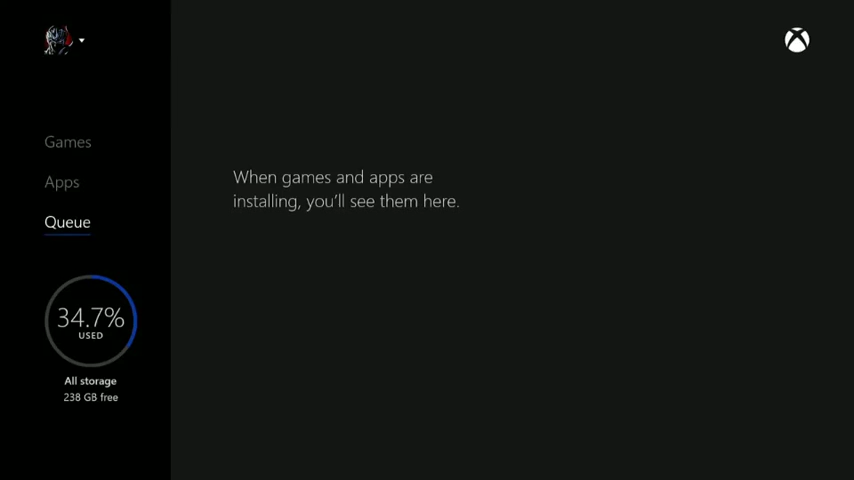 Games
Apps
Queue
34.7%
USED
All storage
238 GB free
When games and apps are
installing, you'll see them here.